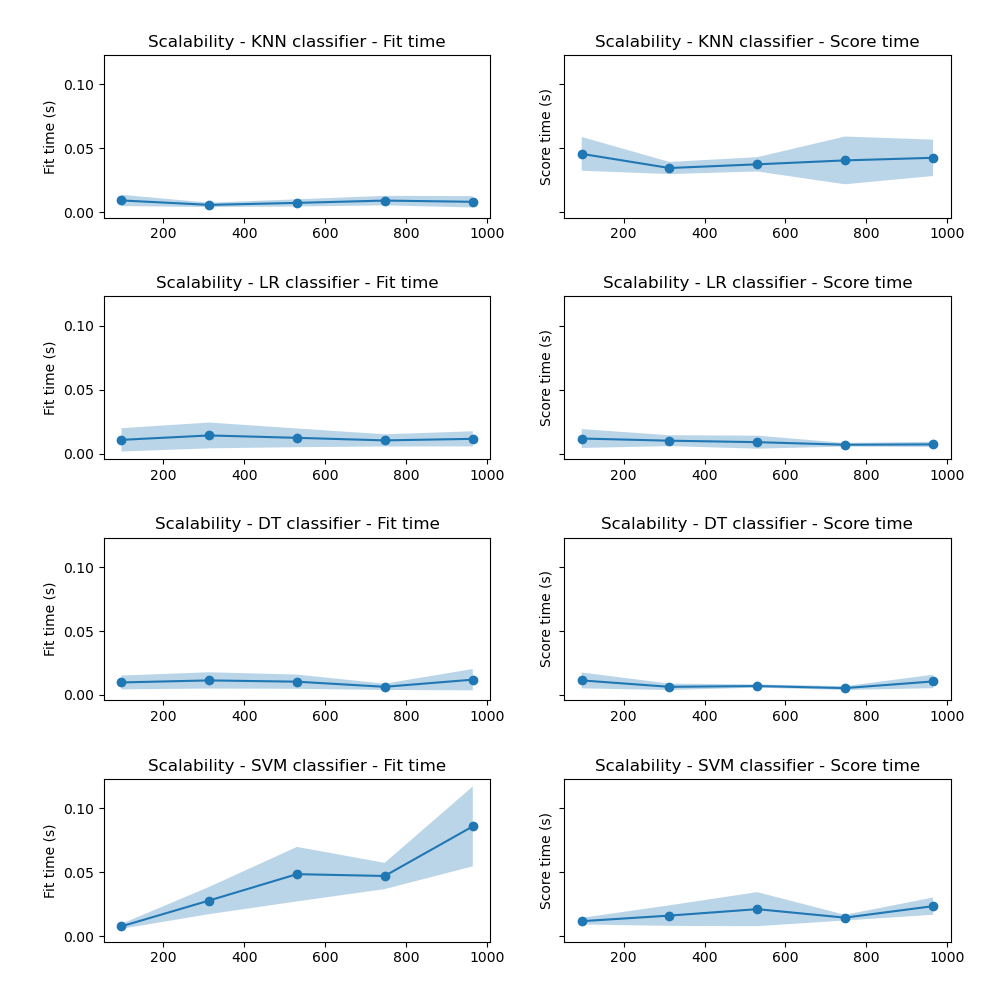 Scalability - KNN classifier - Fit time
Fit time (s)
0.10
0.05
0.00
200 400 600 800 1000
Scalability - KNN classifier - Score time
Score time (s)
200 400 600 800 1000
Scalability - LR classifier - Fit time
Fit time (s)
0.10
0.05
0.00
200 400 600 800 1000
Scalability - LR classifier - Score time
Score time (s)
200 400 600 800 1000
Scalability - DT classifier - Fit time
Fit time (s)
0.10
0.05
0.00
200 400 600 800 1000
Scalability - DT classifier - Score time
Score time (s)
200 400 600 800 1000
Scalability - SVM classifier - Fit time
Fit time (s)
0.10
0.05
0.00
200 400 600 800 1000
Scalability - SVM classifier - Score time
Score time (s)
200 400 600 800 1000